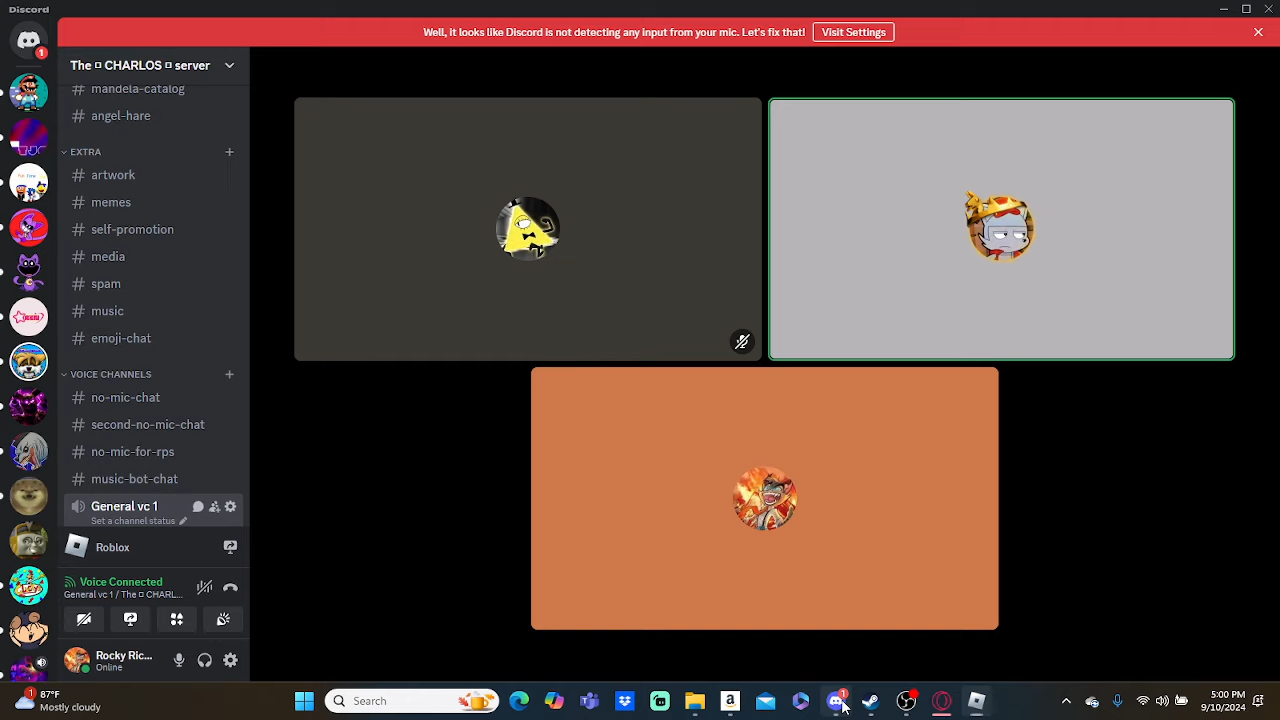 Discord
Well, it looks like Discord is not detecting any input from your mic. Let's fix that!
Visit Settings
1
The ¤ CHARLOS ¤ server
# mandela-catalog
# angel-hare
EXTRA
# artwork
# memes
# self-promotion
# media
# spam
# music
# emoji-chat
VOICE CHANNELS
# no-mic-chat
# second-no-mic-chat
# no-mic-for-rps
# music-bot-chat
General vc 1
Set a channel status
Roblox
Voice Connected
General vc 1 / The ¤ CHARL...
Rocky Ric...
Online
1
87°F
Mostly cloudy
Search
1
5:00 PM
9/10/2024